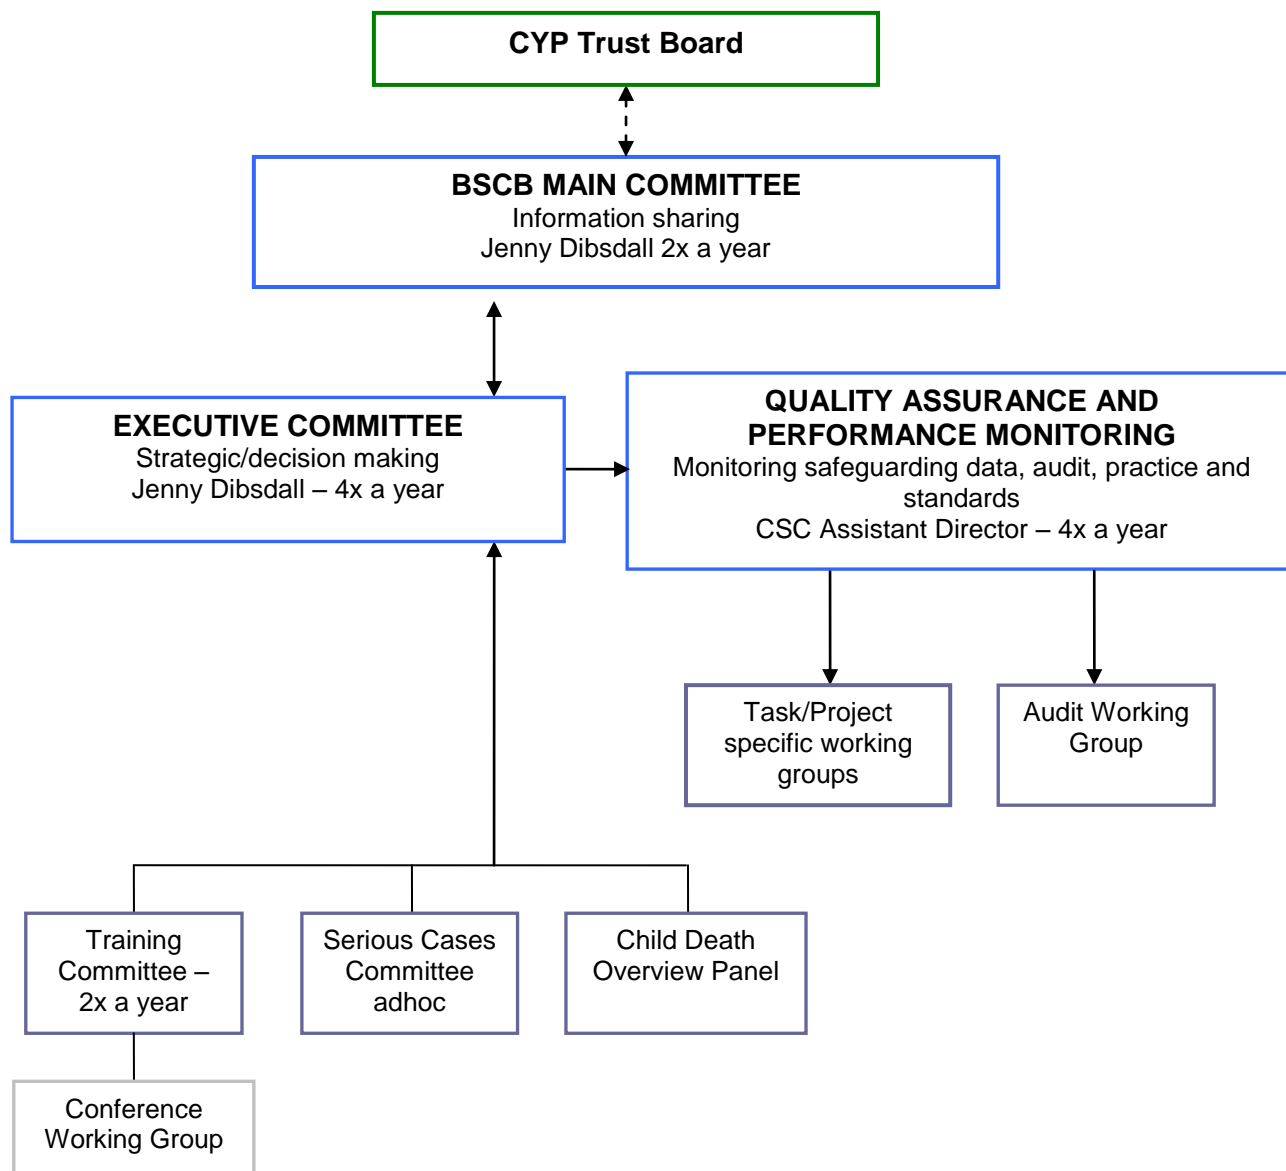 CYP Trust Board
BSCB MAIN COMMITTEE
Information sharing
Jenny Dibsdall 2x a year
EXECUTIVE COMMITTEE
Strategic/decision making
Jenny Dibsdall – 4x a year
QUALITY ASSURANCE AND
PERFORMANCE MONITORING
Monitoring safeguarding data, audit, practice and
standards
CSC Assistant Director – 4x a year
Task/Project
specific working
groups
Audit Working
Group
Training
Committee –
2x a year
Serious Cases
Committee
adhoc
Child Death
Overview Panel
Conference
Working Group